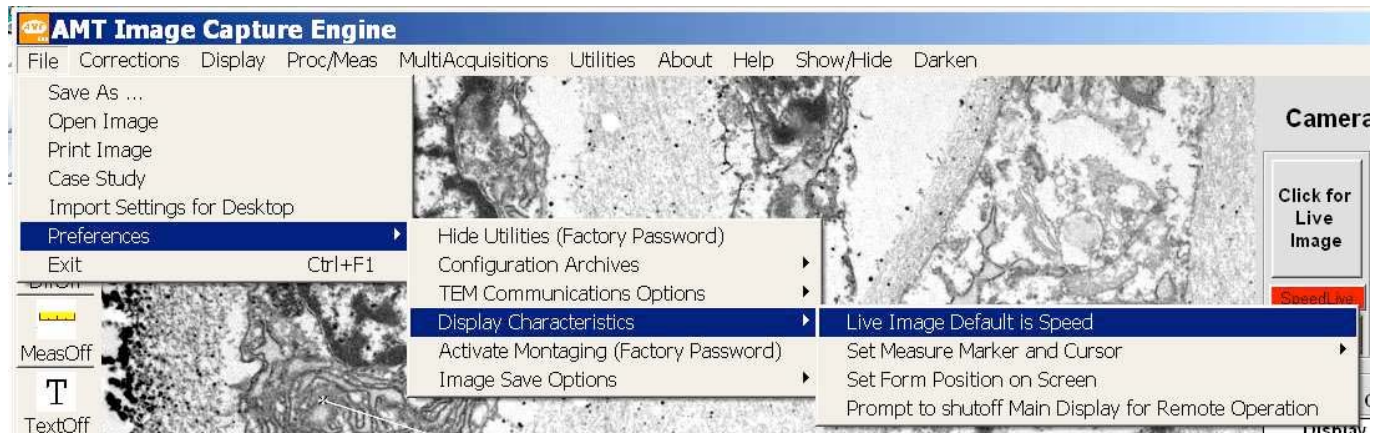 AMT Image Capture Engine
File Corrections Display Proc/Meas MultiAcquisitions Utilities About Help Show/Hide Darken
Save As ...
Open Image
Print Image
Case Study
Import Settings for Desktop
Preferences
Exit Ctrl+F1
Hide Utilities (Factory Password)
Configuration Archives
TEM Communications Options
Display Characteristics
Activate Montaging (Factory Password)
Image Save Options
Live Image Default is Speed
Set Measure Marker and Cursor
Set Form Position on Screen
Prompt to shutoff Main Display for Remote Operation
MeasOff
T
TextOff
Camera
Click for
Live
Image
SpeedLive
Display